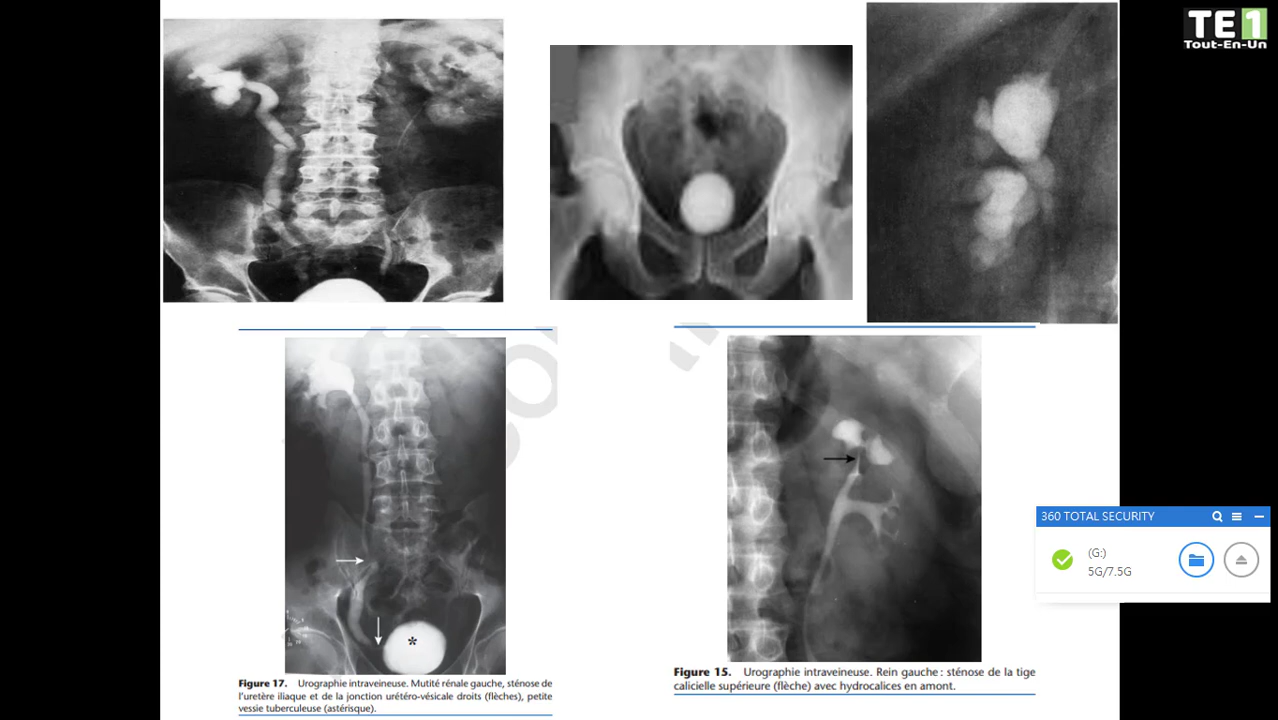 TE1
Tout-En-Un
*
Figure 17. Urographie intraveineuse. Mutité rénale gauche, sténose de
l'uretère iliaque et de la jonction urétéro-vésicale droits (flèches), petite
vessie tuberculeuse (astérisque).
Figure 15. Urographie intraveineuse. Rein gauche : sténose de la tige
calicielle supérieure (flèche) avec hydrocalices en amont.
360 TOTAL SECURITY
(G:)
5G/7.5G